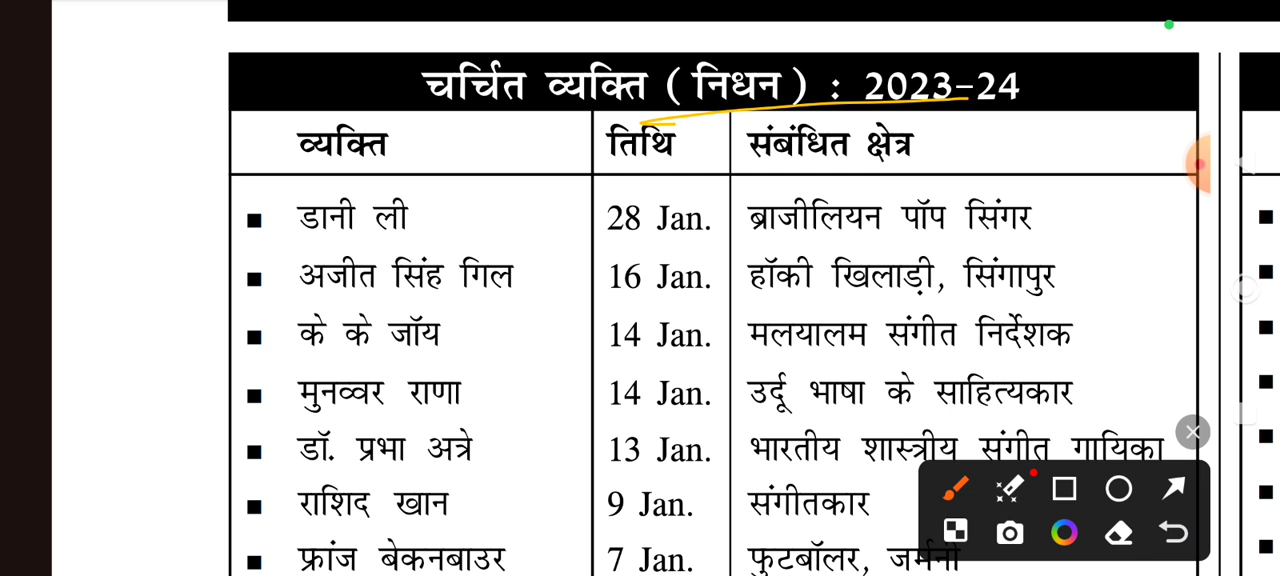 चर्चित व्यक्ति ( निधन ) : 2023-24
व्यक्ति तिथि संबंधित क्षेत्र
■ डानी ली 28 Jan. ब्राजीलियन पॉप सिंगर
■ अजीत सिंह गिल 16 Jan. हॉकी खिलाड़ी, सिंगापुर
■ के के जॉय 14 Jan. मलयालम संगीत निर्देशक
■ मुनव्वर राणा 14 Jan. उर्दू भाषा के साहित्यकार
■ डॉ. प्रभा अत्रे 13 Jan. भारतीय शास्त्रीय संगीत गायिका
■ राशिद खान 9 Jan. संगीतकार
■ फ्रांज बेकनबाउर 7 Jan. फुटबॉलर, जर्मनी